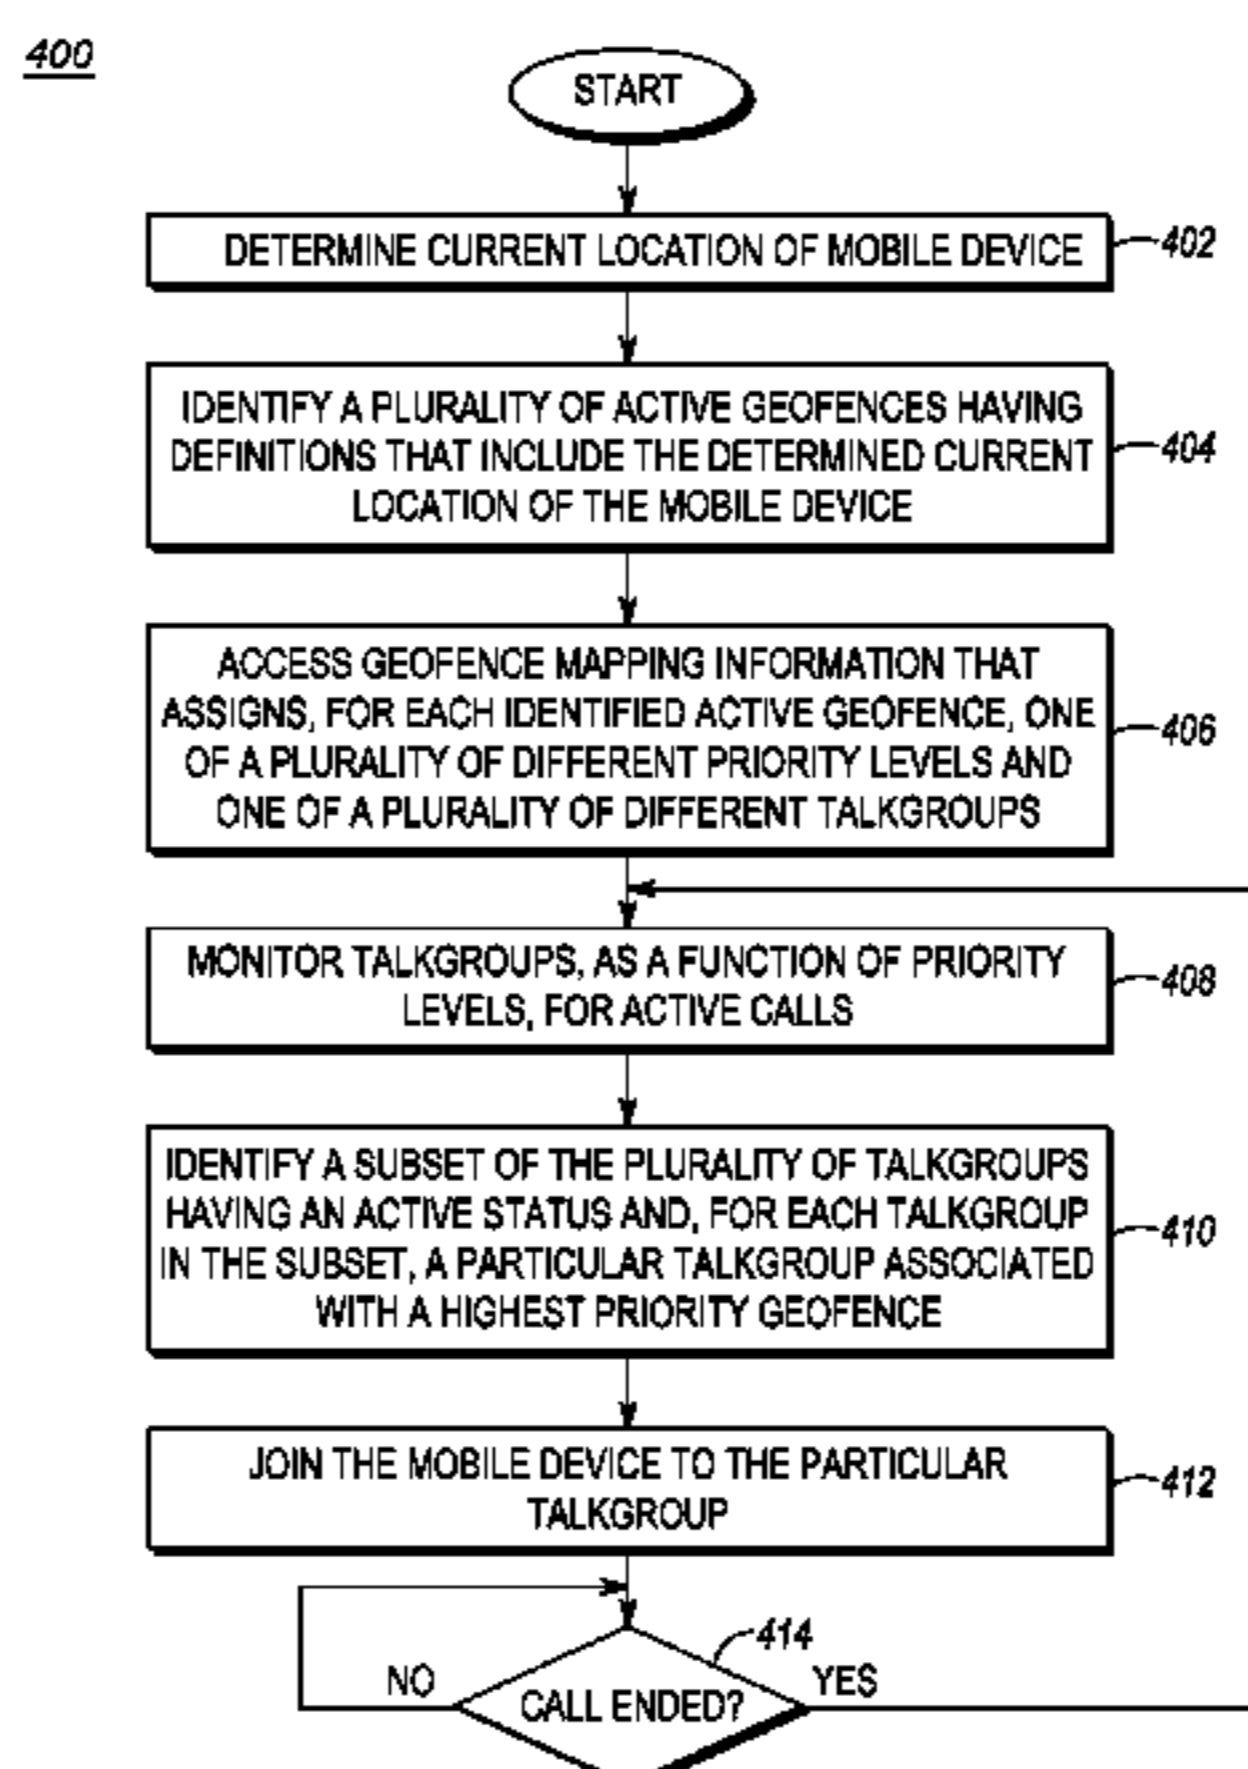 400
START
DETERMINE CURRENT LOCATION OF MOBILE DEVICE
402
IDENTIFY A PLURALITY OF ACTIVE GEOFENCES HAVING
DEFINITIONS THAT INCLUDE THE DETERMINED CURRENT
LOCATION OF THE MOBILE DEVICE
404
ACCESS GEOFENCE MAPPING INFORMATION THAT
ASSIGNS, FOR EACH IDENTIFIED ACTIVE GEOFENCE, ONE
OF A PLURALITY OF DIFFERENT PRIORITY LEVELS AND
ONE OF A PLURALITY OF DIFFERENT TALKGROUPS
406
MONITOR TALKGROUPS, AS A FUNCTION OF PRIORITY
LEVELS, FOR ACTIVE CALLS
408
IDENTIFY A SUBSET OF THE PLURALITY OF TALKGROUPS
HAVING AN ACTIVE STATUS AND, FOR EACH TALKGROUP
IN THE SUBSET, A PARTICULAR TALKGROUP ASSOCIATED
WITH A HIGHEST PRIORITY GEOFENCE
410
JOIN THE MOBILE DEVICE TO THE PARTICULAR
TALKGROUP
412
414
NO
CALL ENDED?
YES